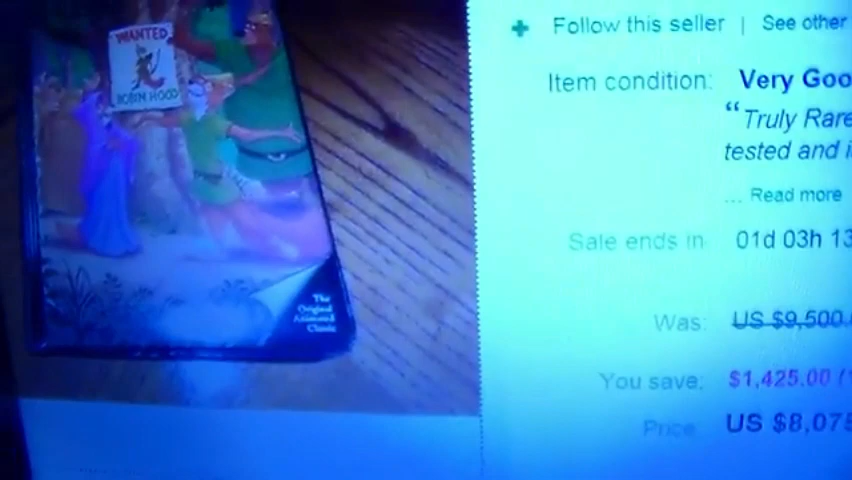 WANTED
ROBIN HOOD
The
Original
Animated
Classic
+ Follow this seller | See other
Item condition: Very Goo
“Truly Rare
tested and i
... Read more
Sale ends in: 01d 03h 13
Was: US $9,500.
You save: $1,425.00 (
Price: US $8,075